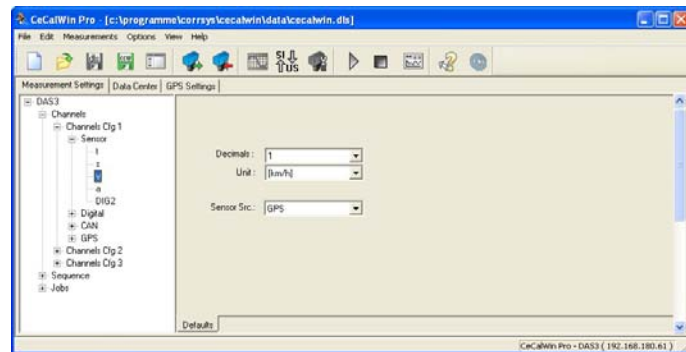 CeCalWin Pro - [c:\programme\corrsys\cecalwin\data\cecalwin.dls]
File Edit Measurements Options View Help
SI
US
Measurement Settings Data Center GPS Settings
DAS3
Channels
Channels Cfg 1
Sensor
t
s
v
a
DIG2
Digital
CAN
GPS
Channels Cfg 2
Channels Cfg 3
Sequence
Jobs
Decimals : 1
Unit : [km/h]
Sensor Src.: GPS
Defaults
CeCalWin Pro - DAS3 ( 192.168.180.61 )